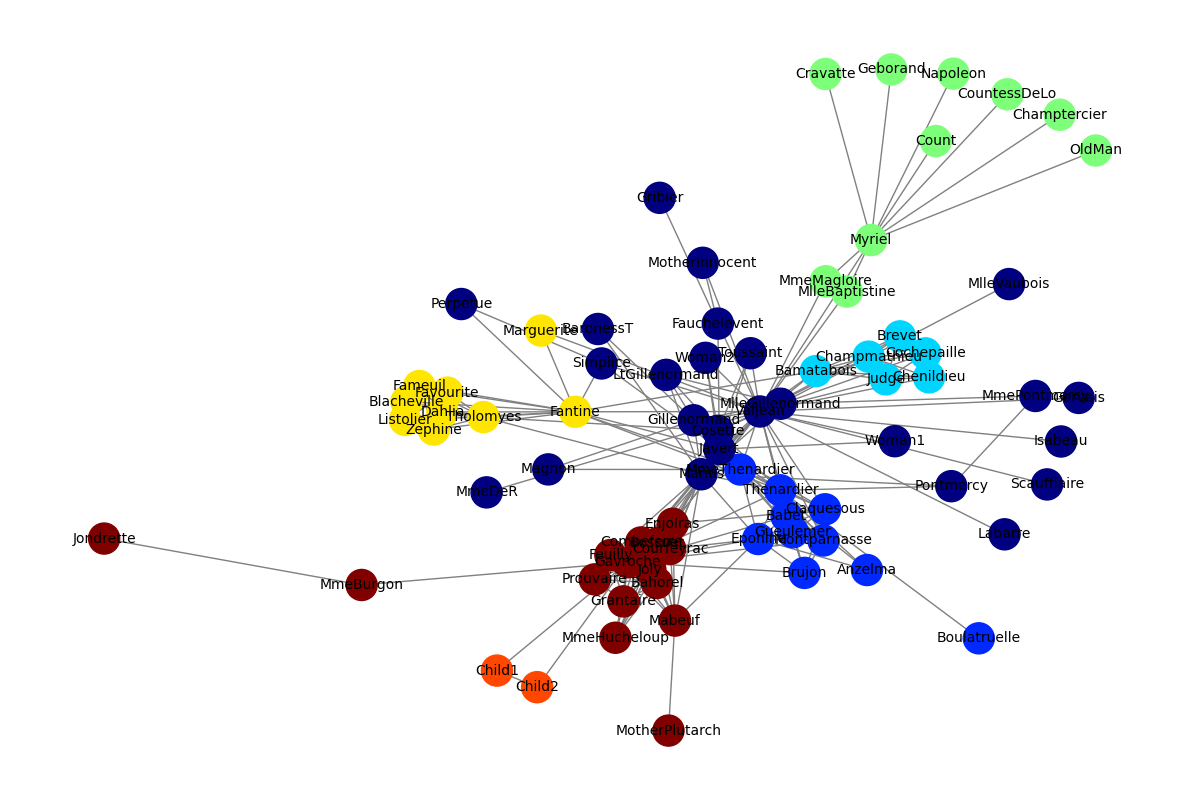 Cravatte
Geborand
Napoleon
CountessDeLo
Champtercier
Count
OldMan
Gribier
Myriel
MotherInnocent
MmeMagloire
MlleBaptistine
MlleVaubois
Perpetue
Marguerite
BaronessT
Fauchelevent
Brevet
Simplice
Woman2
Toussaint
Champmathieu
Cochepaille
LtGillenormand
Bamatabois
Judge
Chenildieu
Fameuil
Favourite
Blacheville
Dahlia
Listolier
Zephine
Tholomyes
Fantine
MlleGillenormand
Valjean
MmePontmercy
Gervais
Gillenormand
Cosette
Javert
Woman1
Isabeau
Magnon
Marius
MmeThenardier
MmeDeR
Thenardier
Pontmercy
Scaufflaire
Claquesous
Babet
Enjolras
Gueulemer
Labarre
Jondrette
Combeferre
Bossuet
Courfeyrac
Eponine
Montparnasse
Feuilly
Gavroche
Joly
Prouvaire
Bahorel
Brujon
Anzelma
MmeBurgon
Grantaire
Mabeuf
MmeHucheloup
Boulatruelle
Child1
Child2
MotherPlutarch